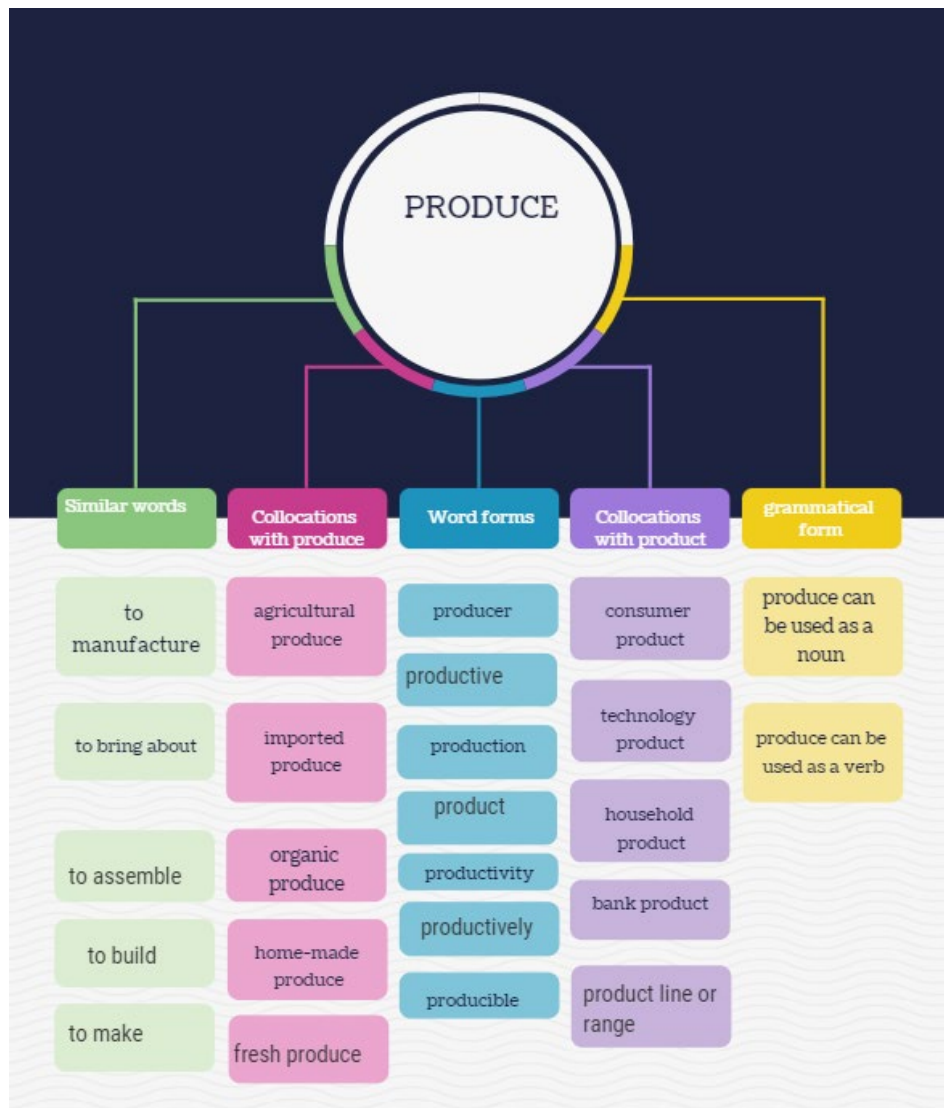 PRODUCE
Similar words
to
manufacture
to bring about
to assemble
to build
to make
Collocations
with produce
agricultural
produce
imported
produce
organic
produce
home-made
produce
fresh produce
Word forms
producer
productive
production
product
productivity
productively
producible
Collocations
with product
consumer
product
technology
product
household
product
bank product
product line or
range
grammatical
form
produce can
be used as a
noun
produce can be
used as a verb